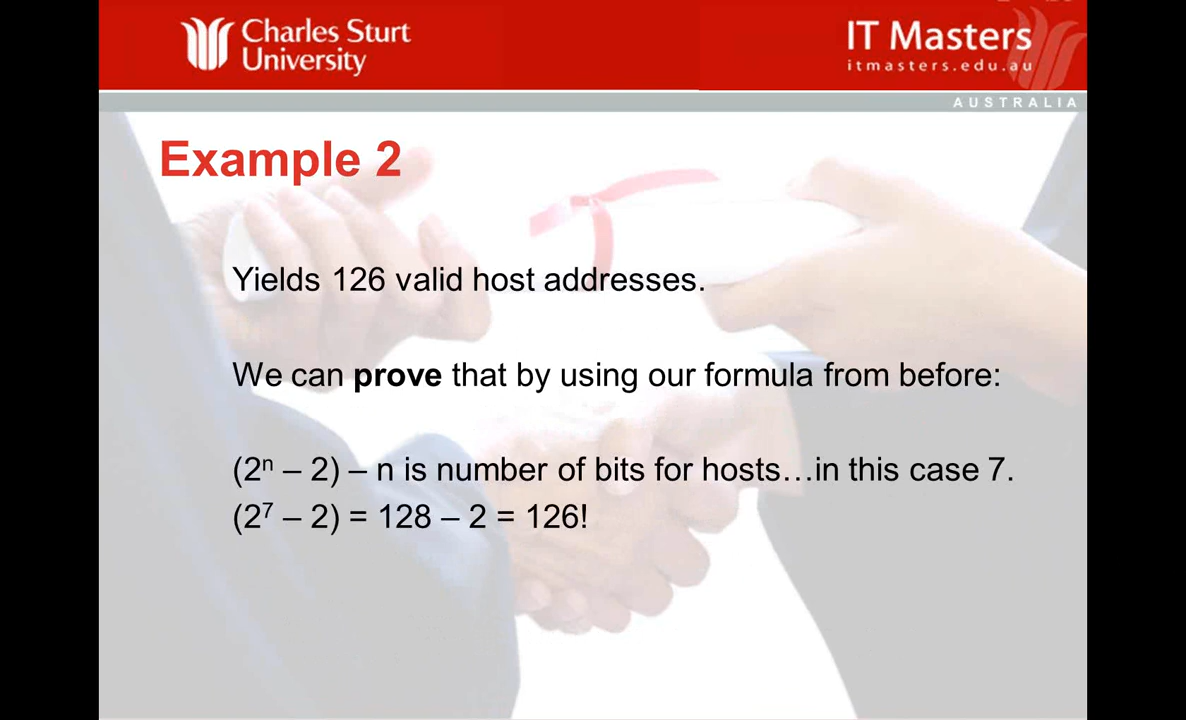 Charles Sturt
University
IT Masters
itmasters.edu.au
AUSTRALIA
Example 2
Yields 126 valid host addresses.
We can prove that by using our formula from before:
(2ⁿ – 2) – n is number of bits for hosts…in this case 7.
(2⁷ – 2) = 128 – 2 = 126!